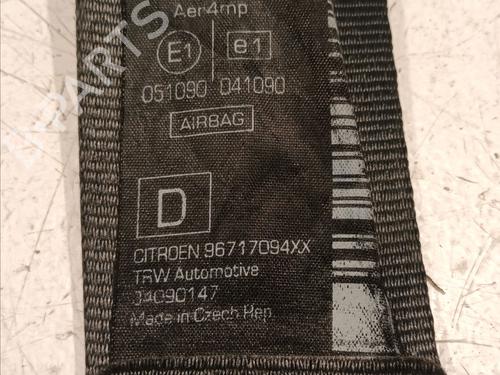 Aer4mp
E1 e1
051090 041090
AIRBAG
D
CITROEN 96717094XX
TRW Automotive
34090147
Made in Czech Rep